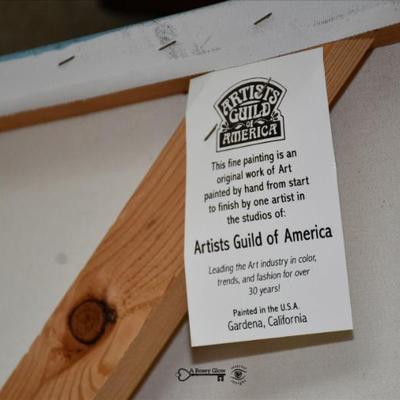 ARTISTS
GUILD
OF
AMERICA
This fine painting is an
original work of Art
painted by hand from start
to finish by one artist in
the studios of:
Artists Guild of America
Leading the Art industry in color,
trends, and fashion for over
30 years!
Painted in the U.S.A.
Gardena, California
A Rosey Glow